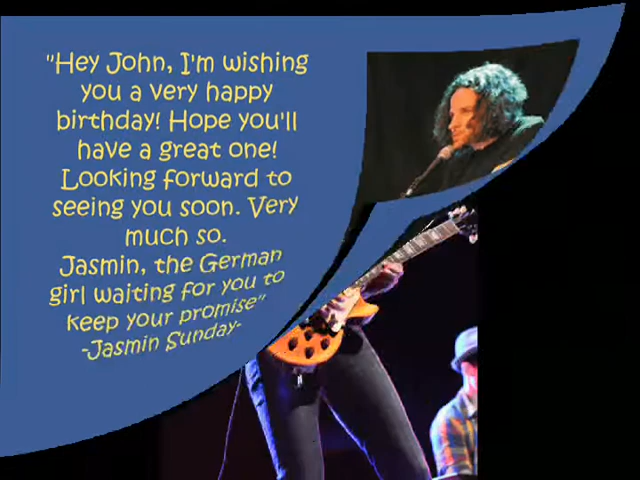 "Hey John, I'm wishing
you a very happy
birthday! Hope you'll
have a great one!
Looking forward to
seeing you soon. Very
much so.
Jasmin, the German
girl waiting for you to
keep your promise"
-Jasmin Sunday-